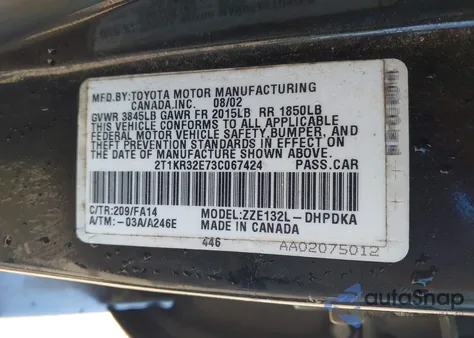 MFD.BY:TOYOTA MOTOR MANUFACTURING
CANADA.INC. 08/02
GVWR 3845LB GAWR FR 2015LB RR 1850LB
THIS VEHICLE CONFORMS TO ALL APPLICABLE
FEDERAL MOTOR VEHICLE SAFETY,BUMPER, AND
THEFT PREVENTION STANDARDS IN EFFECT ON
THE DATE OF MANUFACTURE SHOWN ABOVE.
2T1KR32E73C067424 PASS.CAR
C/TR:209/FA14 MODEL:ZZE132L-DHPDKA
A/TM:-03A/A246E MADE IN CANADA
446 AA02075012
autoSnap